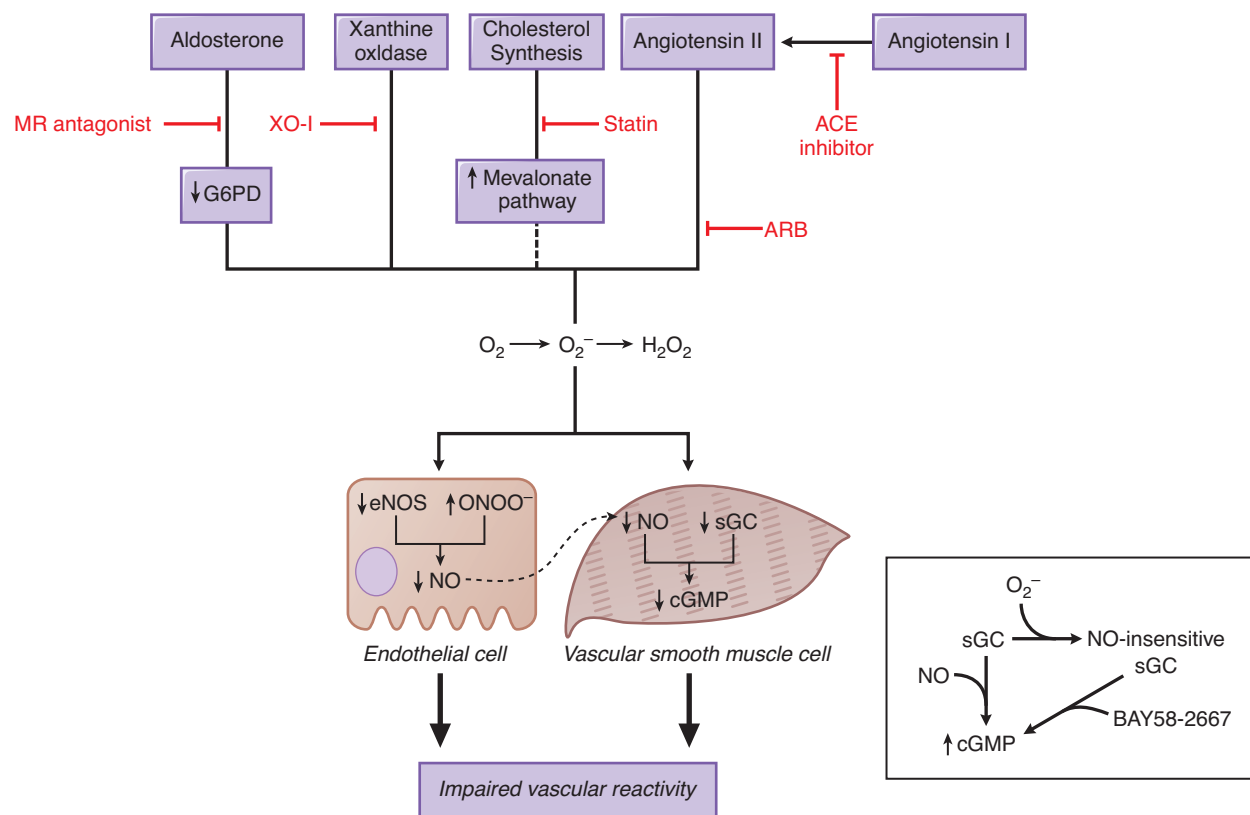 Aldosterone
Xanthine
oxldase
Cholesterol
Synthesis
Angiotensin II
Angiotensin I
MR antagonist
XO-I
Statin
ACE
inhibitor
↓G6PD
↑ Mevalonate
pathway
ARB
O₂ → O₂⁻ → H₂O₂
↓eNOS
↑ONOO⁻
↓ NO
↓ NO
↓ sGC
↓ cGMP
Endothelial cell
Vascular smooth muscle cell
Impaired vascular reactivity
O₂⁻
sGC
NO-insensitive
sGC
NO
BAY58-2667
↑cGMP